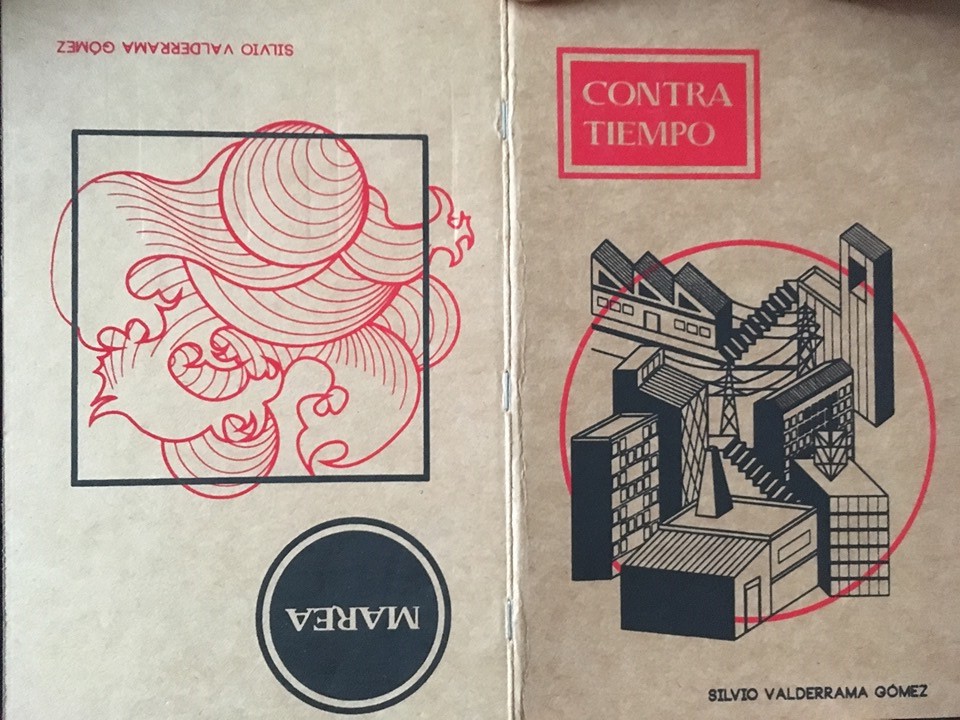 SILVIO VALDERRAMA GÓMEZ
MAREA
CONTRA
TIEMPO
SILVIO VALDERRAMA GÓMEZ